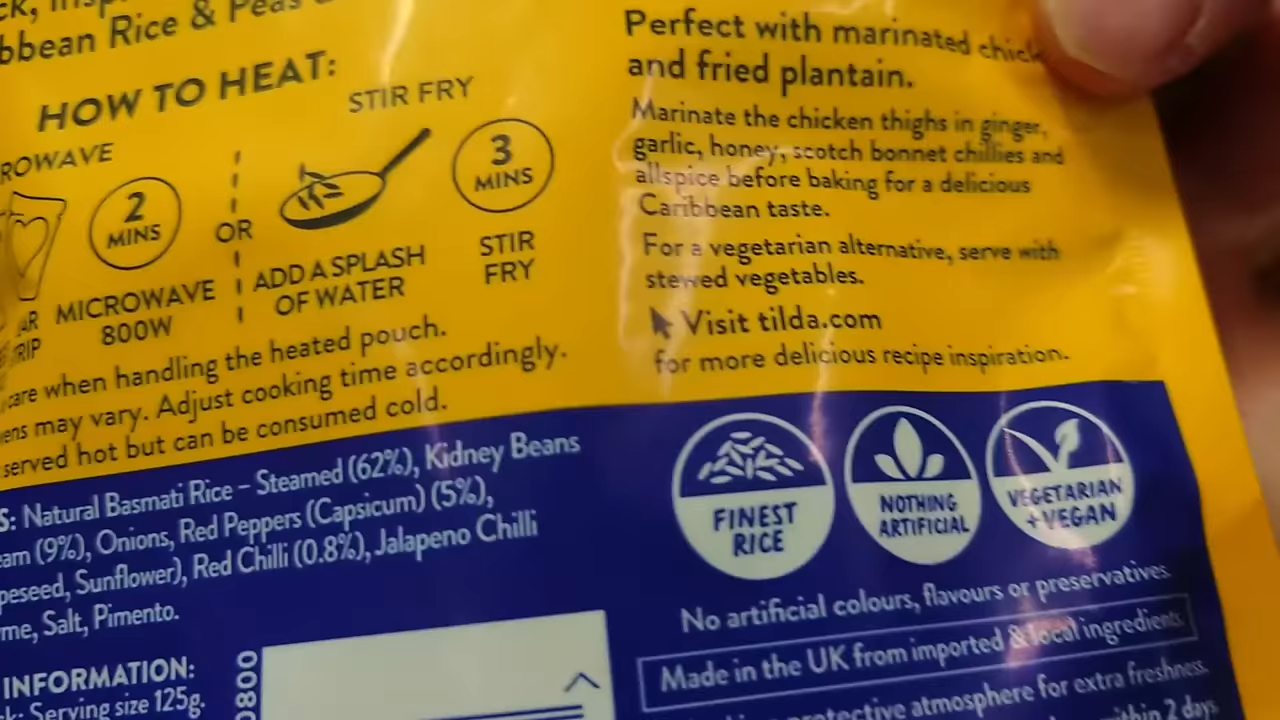 bbean Rice & Peas
HOW TO HEAT:
ROWAVE
2
MINS
MICROWAVE
800W
OR
STIR FRY
3
MINS
ADD A SPLASH
OF WATER
STIR
FRY
care when handling the heated pouch.
ens may vary. Adjust cooking time accordingly.
served hot but can be consumed cold.
S: Natural Basmati Rice – Steamed (62%), Kidney Beans
eam (9%), Onions, Red Peppers (Capsicum) (5%),
peseed, Sunflower), Red Chilli (0.8%), Jalapeno Chilli
me, Salt, Pimento.
INFORMATION:
Serving size 125g.
0800
Perfect with marinated chick
and fried plantain.
Marinate the chicken thighs in ginger,
garlic, honey, scotch bonnet chillies and
allspice before baking for a delicious
Caribbean taste.
For a vegetarian alternative, serve with
stewed vegetables.
Visit tilda.com
for more delicious recipe inspiration.
FINEST
RICE
NOTHING
ARTIFICIAL
VEGETARIAN
+VEGAN
No artificial colours, flavours or preservatives.
Made in the UK from imported & local ingredients.
protective atmosphere for extra freshness.
within 2 days